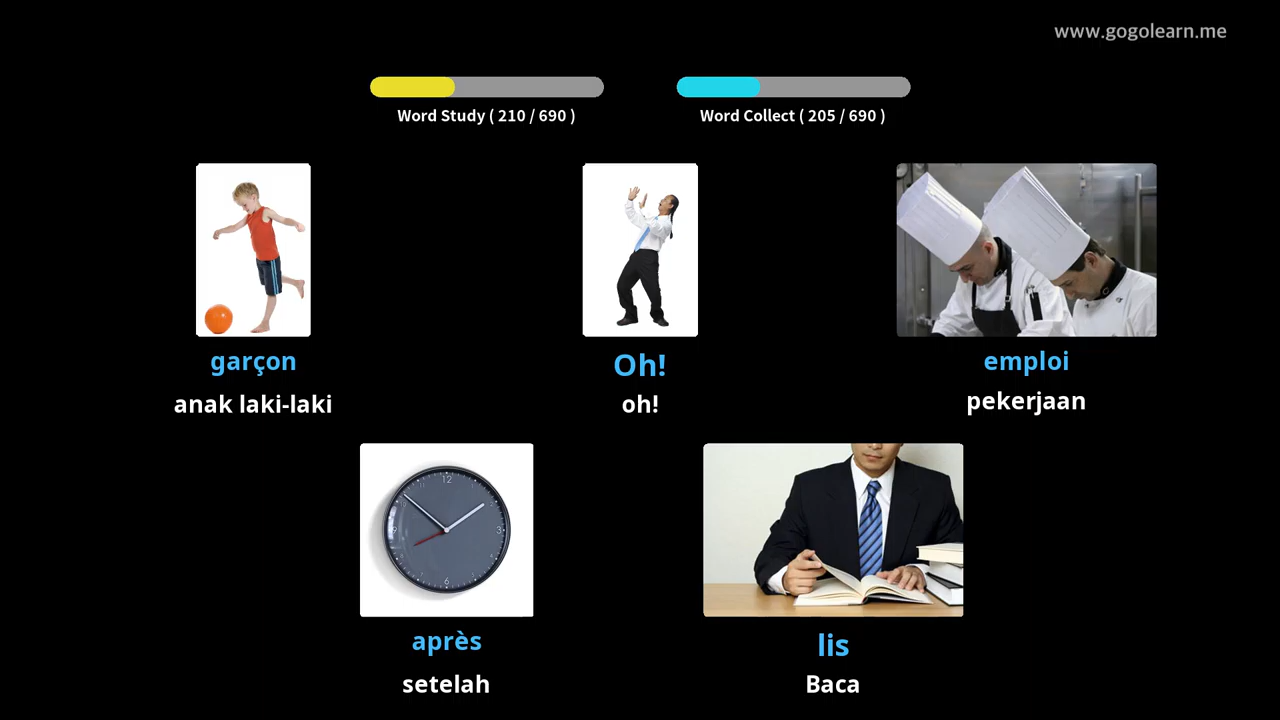 www.gogolearn.me
Word Study ( 210 / 690 )
Word Collect ( 205 / 690 )
garçon
anak laki-laki
Oh!
oh!
emploi
pekerjaan
après
setelah
lis
Baca